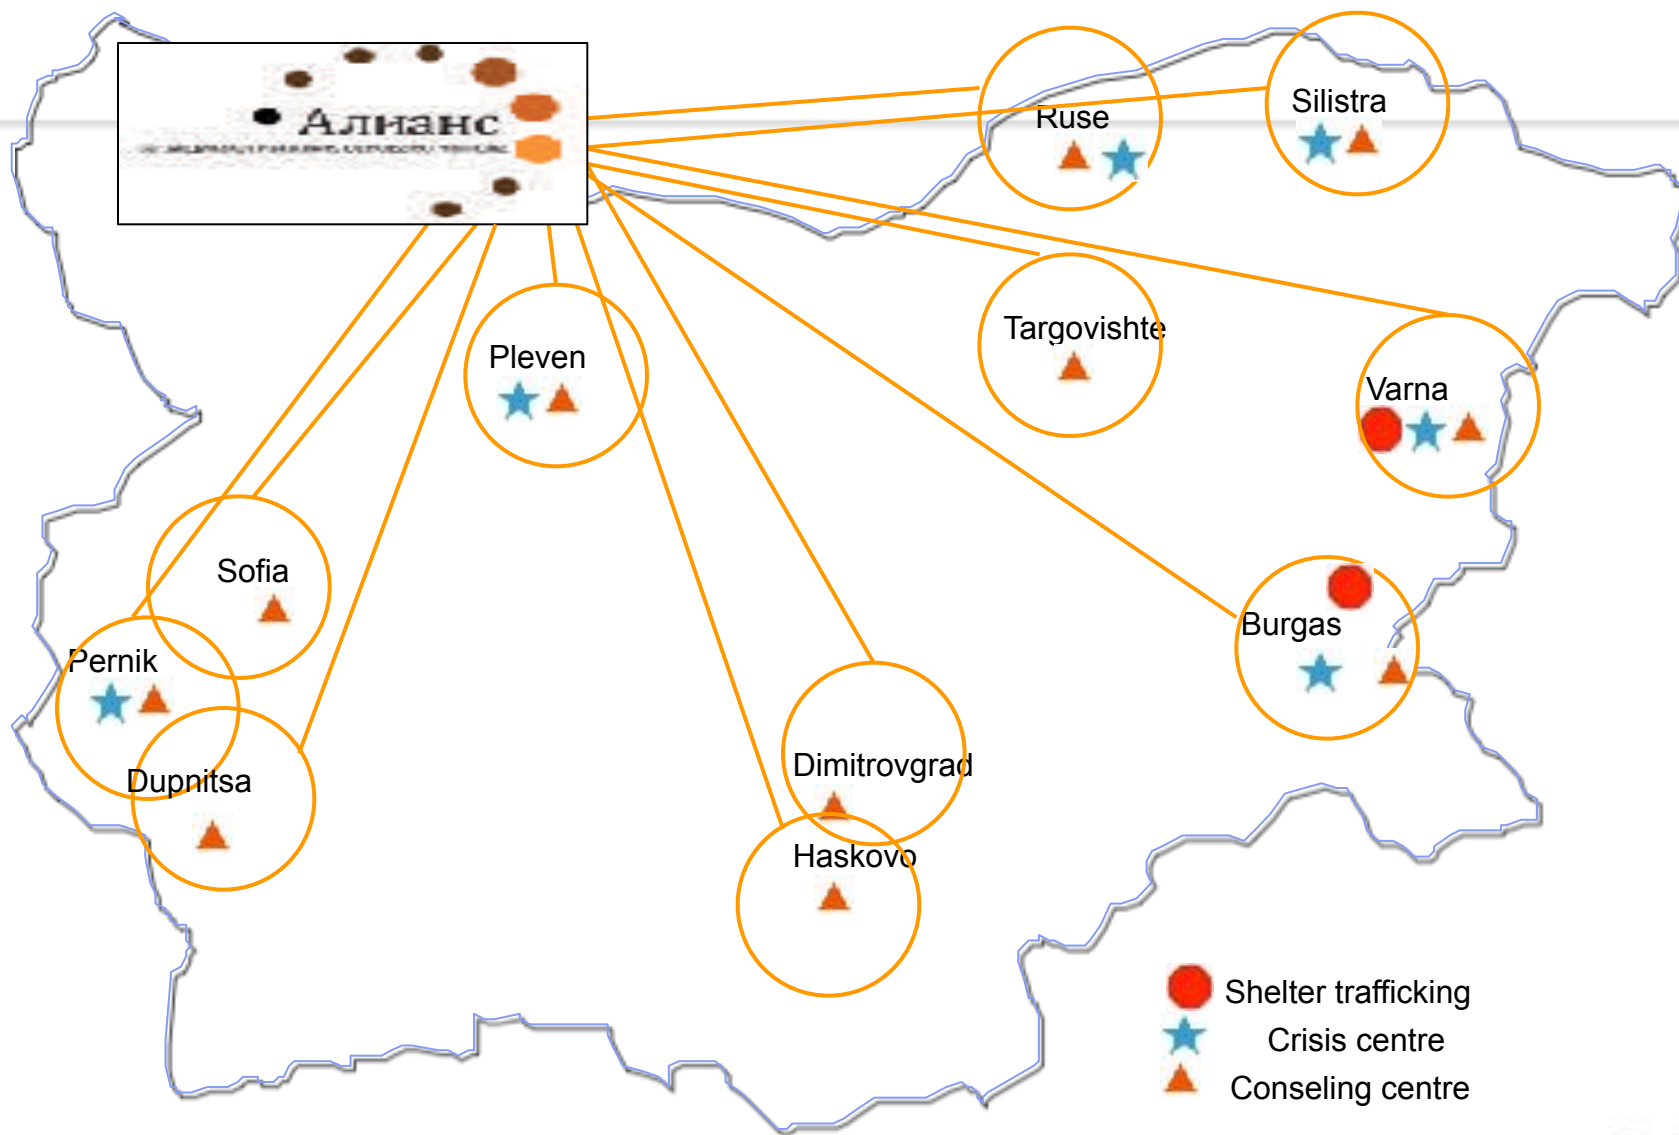 Алианс
Ruse
Silistra
Targovishte
Pleven
Varna
Sofia
Burgas
Pernik
Dupnitsa
Dimitrovgrad
Haskovo
Shelter trafficking
Crisis centre
Conseling centre